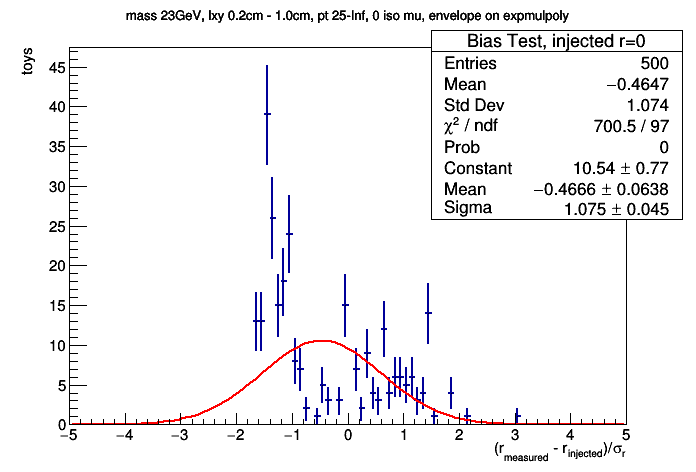 mass 23GeV, lxy 0.2cm - 1.0cm, pt 25-Inf, 0 iso mu, envelope on expmulpoly
Bias Test, injected r=0
Entries 500
Mean −0.4647
Std Dev 1.074
χ² / ndf 700.5 / 97
Prob 0
Constant 10.54 ± 0.77
Mean −0.4666 ± 0.0638
Sigma 1.075 ± 0.045
toys
45
40
35
30
25
20
15
10
5
0
−5 −4 −3 −2 −1 0 1 2 3 4 5
(r_measured - r_injected)/σ_r